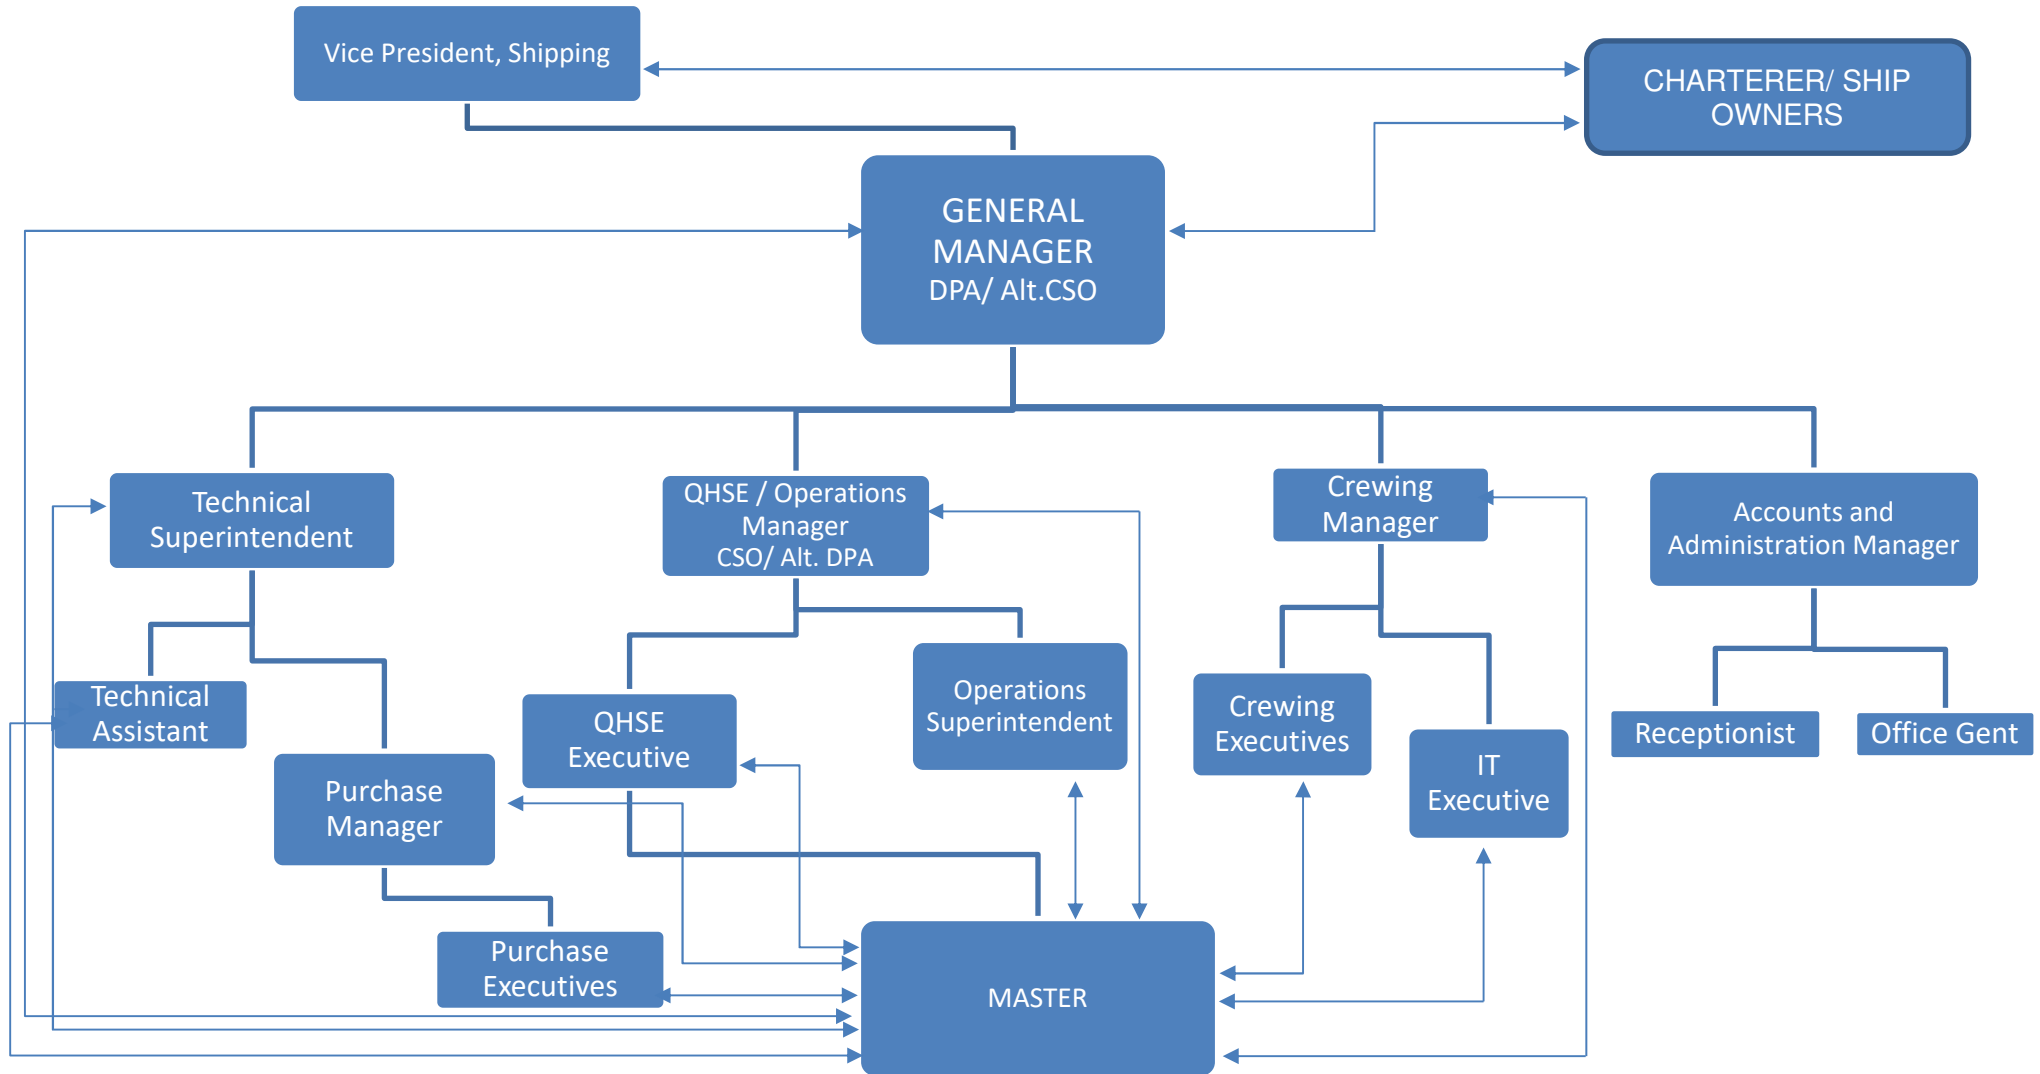 Vice President, Shipping
CHARTERER/ SHIP
OWNERS
GENERAL
MANAGER
DPA/ Alt.CSO
Technical
Superintendent
QHSE / Operations
Manager
CSO/ Alt. DPA
Crewing
Manager
Accounts and
Administration Manager
Technical
Assistant
Purchase
Manager
Purchase
Executives
QHSE
Executive
Operations
Superintendent
Crewing
Executives
IT
Executive
Receptionist
Office Gent
MASTER